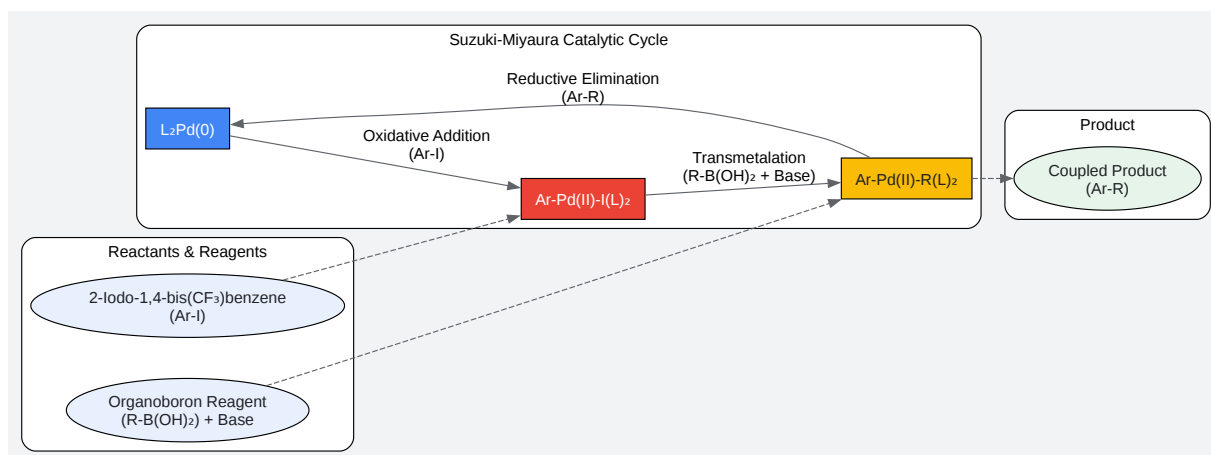 Suzuki-Miyaura Catalytic Cycle
Reductive Elimination
(Ar-R)
L₂Pd(0)
Oxidative Addition
(Ar-I)
Transmetalation
(R-B(OH)₂ + Base)
Ar-Pd(II)-I(L)₂
Ar-Pd(II)-R(L)₂
Product
Coupled Product
(Ar-R)
Reactants & Reagents
2-Iodo-1,4-bis(CF₃)benzene
(Ar-I)
Organoboron Reagent
(R-B(OH)₂) + Base